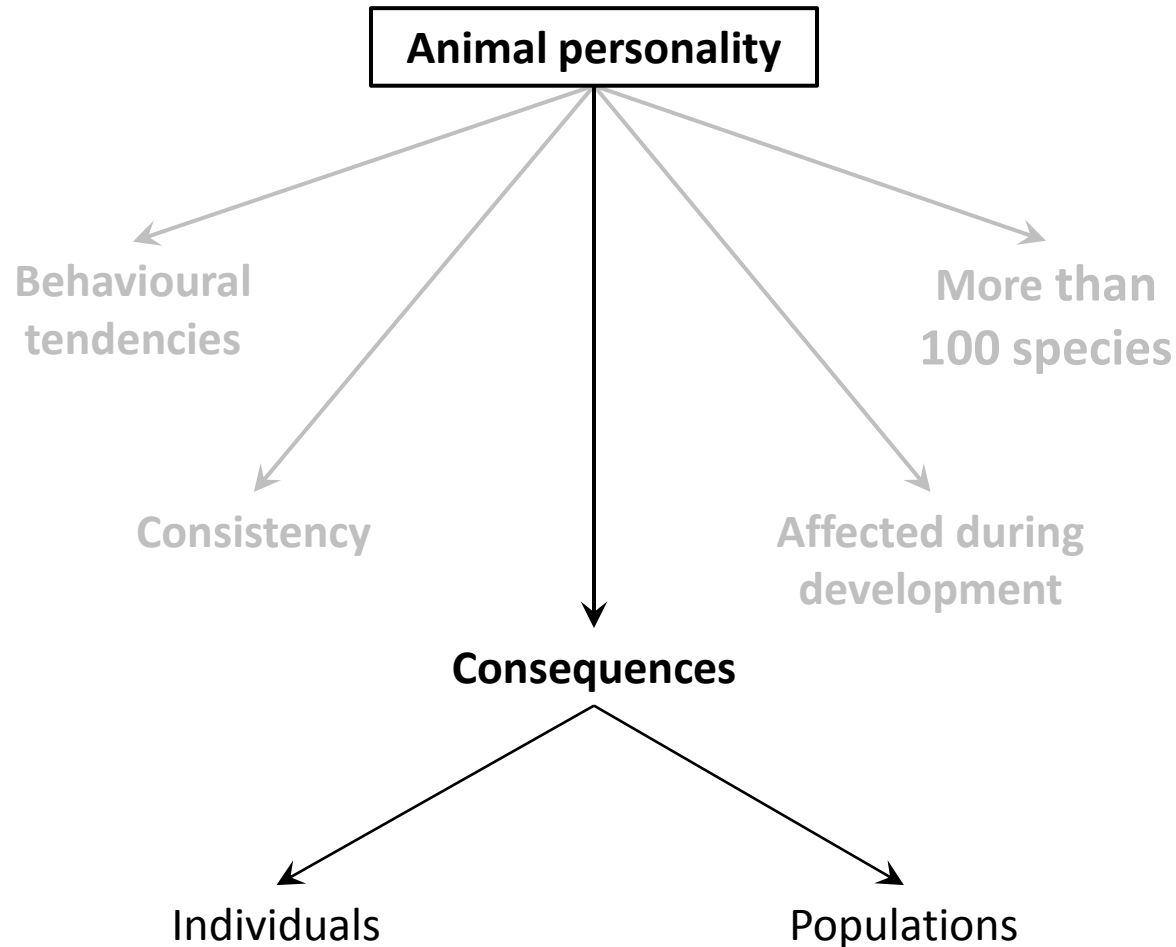 Animal personality
Behavioural
tendencies
More than
100 species
Consistency
Affected during
development
Consequences
Individuals
Populations